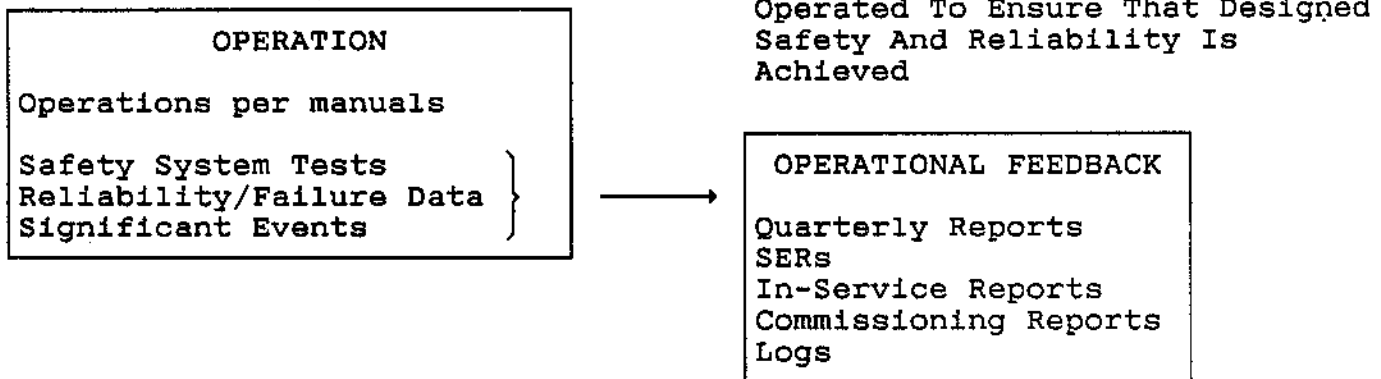 OPERATION
Operations per manuals
Safety System Tests
Reliability/Failure Data
Significant Events
Operated To Ensure That Designed
Safety And Reliability Is
Achieved
OPERATIONAL FEEDBACK
Quarterly Reports
SERs
In-Service Reports
Commissioning Reports
Logs